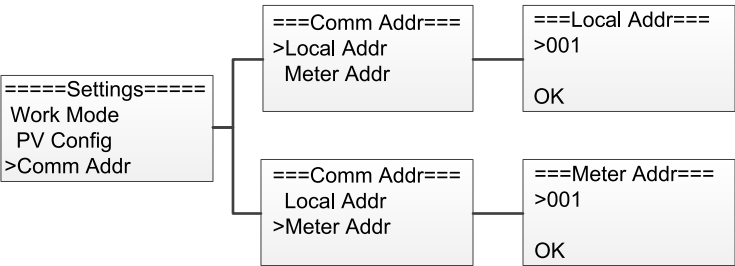 =====Settings=====
Work Mode
PV Config
>Comm Addr
===Comm Addr===
>Local Addr
Meter Addr
===Local Addr===
>001
OK
===Comm Addr===
Local Addr
>Meter Addr
===Meter Addr===
>001
OK